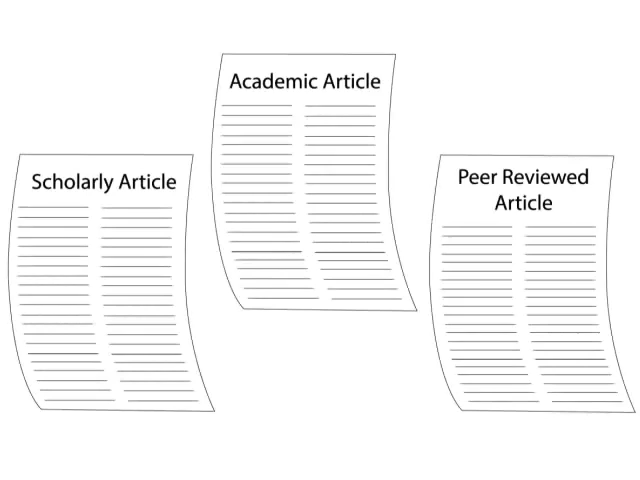 Scholarly Article
Academic Article
Peer Reviewed
Article